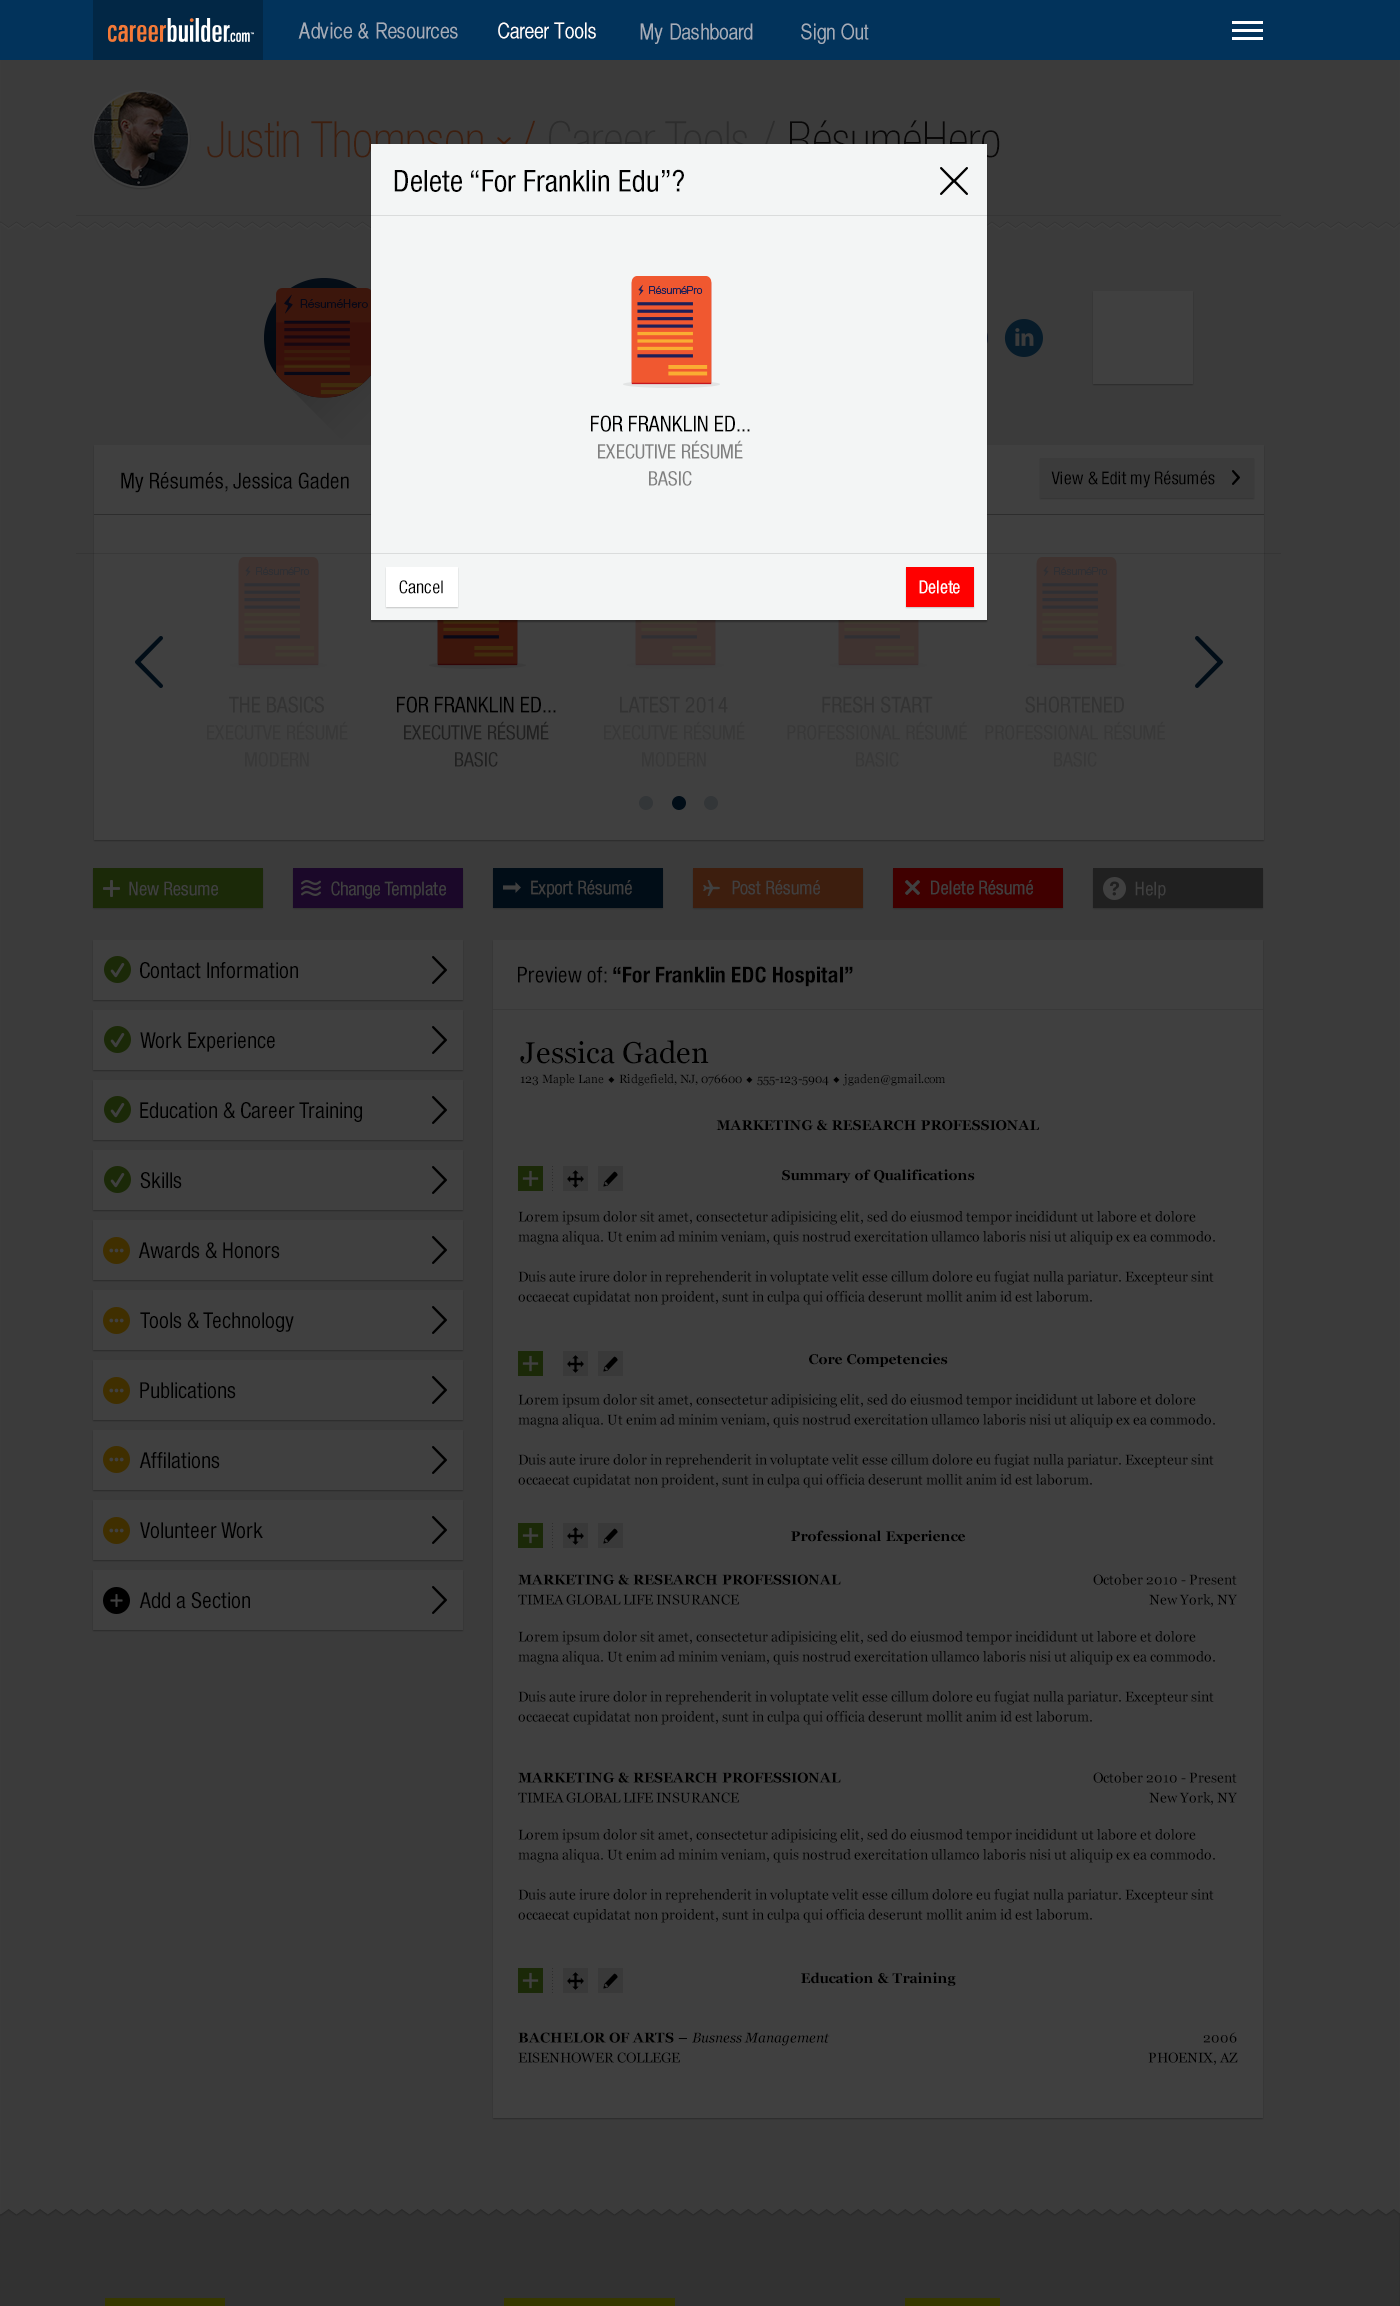 careerbuilder.com
Advice & Resources
Career Tools
My Dashboard
Sign Out
Justin Thompson / Career Tools / RésuméHero
Delete “For Franklin Edu”?
RésuméPro
RésuméHero
in
FOR FRANKLIN ED...
EXECUTIVE RÉSUMÉ
BASIC
My Résumés, Jessica Gaden
View & Edit my Résumés
Cancel
Delete
RésuméPro
RésuméPro
THE BASICS
EXECUTVE RÉSUMÉ
MODERN
FOR FRANKLIN ED...
EXECUTIVE RÉSUMÉ
BASIC
LATEST 2014
EXECUTVE RÉSUMÉ
MODERN
FRESH START
PROFESSIONAL RÉSUMÉ
BASIC
SHORTENED
PROFESSIONAL RÉSUMÉ
BASIC
New Resume
Change Template
Export Résumé
Post Résumé
Delete Résumé
? Help
Contact Information
Work Experience
Education & Career Training
Skills
Awards & Honors
Tools & Technology
Publications
Affilations
Volunteer Work
Add a Section
Preview of: “For Franklin EDC Hospital”
Jessica Gaden
123 Maple Lane ◆ Ridgefield, NJ, 076600 ◆ 555-123-5904 ◆ jgaden@gmail.com
MARKETING & RESEARCH PROFESSIONAL
Summary of Qualifications
Lorem ipsum dolor sit amet, consectetur adipisicing elit, sed do eiusmod tempor incididunt ut labore et dolore
magna aliqua. Ut enim ad minim veniam, quis nostrud exercitation ullamco laboris nisi ut aliquip ex ea commodo.
Duis aute irure dolor in reprehenderit in voluptate velit esse cillum dolore eu fugiat nulla pariatur. Excepteur sint
occaecat cupidatat non proident, sunt in culpa qui officia deserunt mollit anim id est laborum.
Core Competencies
Lorem ipsum dolor sit amet, consectetur adipisicing elit, sed do eiusmod tempor incididunt ut labore et dolore
magna aliqua. Ut enim ad minim veniam, quis nostrud exercitation ullamco laboris nisi ut aliquip ex ea commodo.
Duis aute irure dolor in reprehenderit in voluptate velit esse cillum dolore eu fugiat nulla pariatur. Excepteur sint
occaecat cupidatat non proident, sunt in culpa qui officia deserunt mollit anim id est laborum.
Professional Experience
MARKETING & RESEARCH PROFESSIONAL October 2010 - Present
TIMEA GLOBAL LIFE INSURANCE New York, NY
Lorem ipsum dolor sit amet, consectetur adipisicing elit, sed do eiusmod tempor incididunt ut labore et dolore
magna aliqua. Ut enim ad minim veniam, quis nostrud exercitation ullamco laboris nisi ut aliquip ex ea commodo.
Duis aute irure dolor in reprehenderit in voluptate velit esse cillum dolore eu fugiat nulla pariatur. Excepteur sint
occaecat cupidatat non proident, sunt in culpa qui officia deserunt mollit anim id est laborum.
MARKETING & RESEARCH PROFESSIONAL October 2010 - Present
TIMEA GLOBAL LIFE INSURANCE New York, NY
Lorem ipsum dolor sit amet, consectetur adipisicing elit, sed do eiusmod tempor incididunt ut labore et dolore
magna aliqua. Ut enim ad minim veniam, quis nostrud exercitation ullamco laboris nisi ut aliquip ex ea commodo.
Duis aute irure dolor in reprehenderit in voluptate velit esse cillum dolore eu fugiat nulla pariatur. Excepteur sint
occaecat cupidatat non proident, sunt in culpa qui officia deserunt mollit anim id est laborum.
Education & Training
BACHELOR OF ARTS – Busness Management 2006
EISENHOWER COLLEGE PHOENIX, AZ